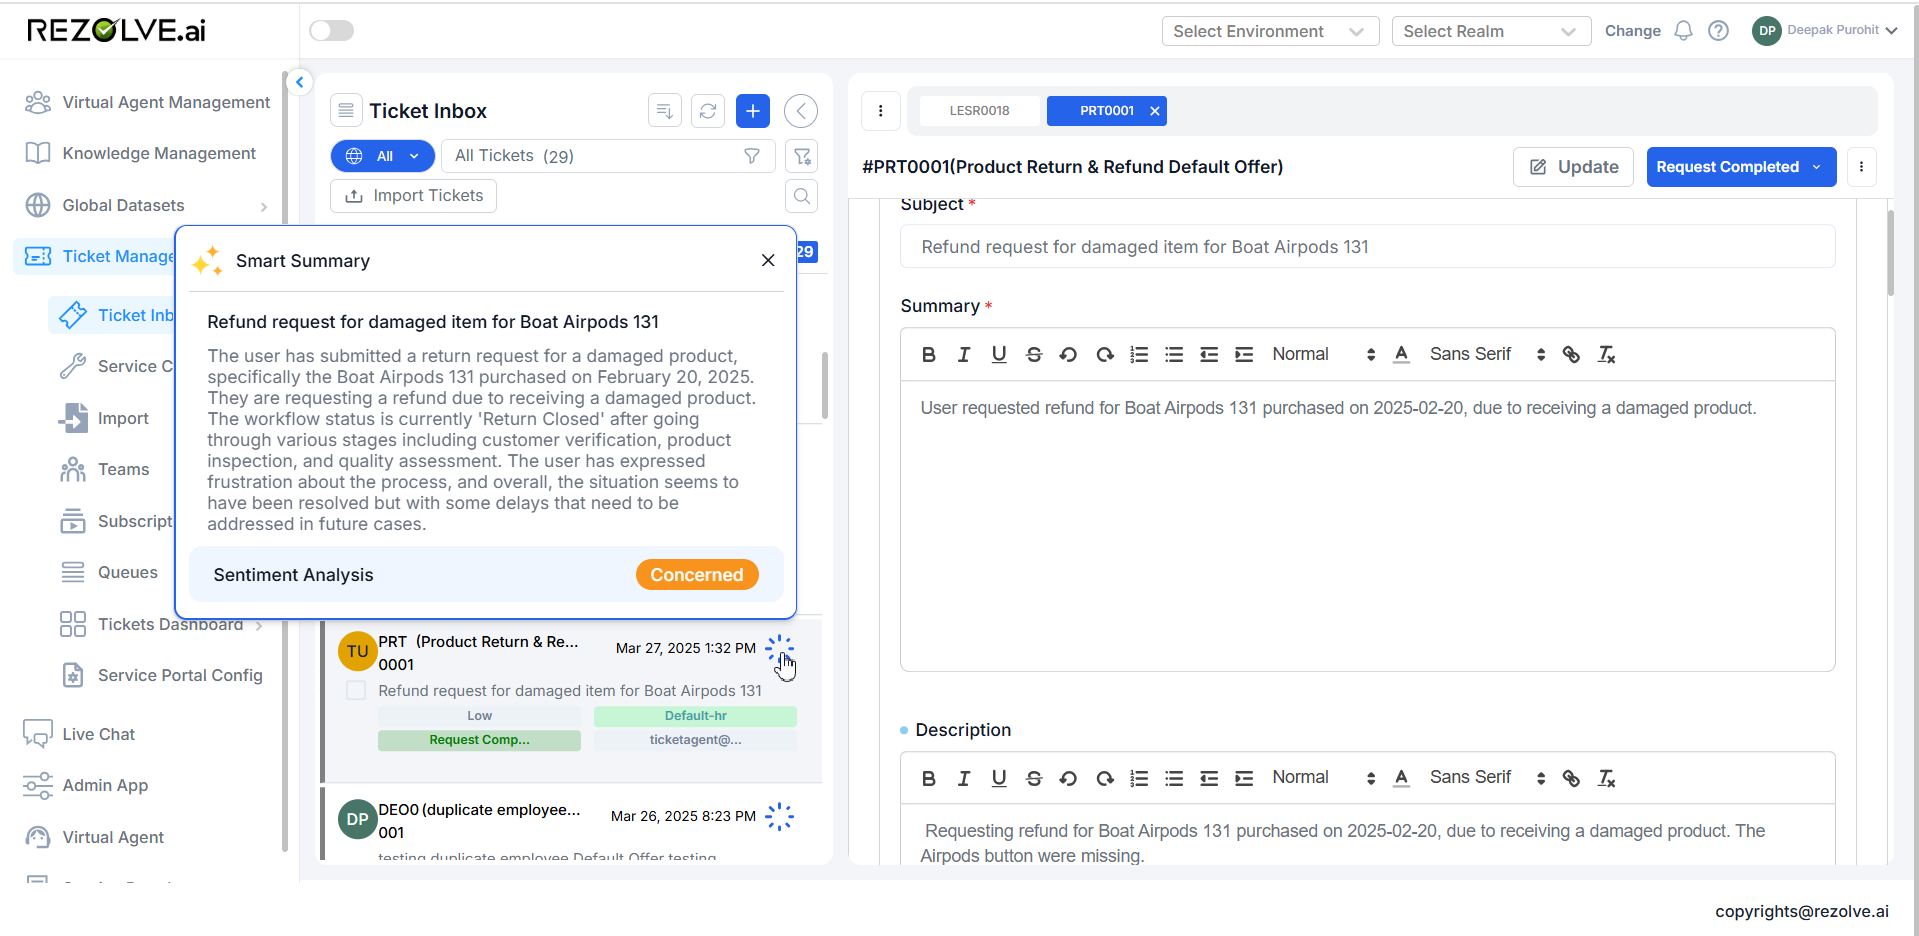 REZOLVE.ai
Select Environment
Select Realm
Change
DP
Deepak Purohit
Virtual Agent Management
Knowledge Management
Global Datasets
Ticket Manage
Ticket Inb
Service C
Import
Teams
Subscript
Queues
Tickets Dashboard
Service Portal Config
Live Chat
Admin App
Virtual Agent
Ticket Inbox
All
All Tickets (29)
Import Tickets
29
Smart Summary
Refund request for damaged item for Boat Airpods 131
The user has submitted a return request for a damaged product,
specifically the Boat Airpods 131 purchased on February 20, 2025.
They are requesting a refund due to receiving a damaged product.
The workflow status is currently 'Return Closed' after going
through various stages including customer verification, product
inspection, and quality assessment. The user has expressed
frustration about the process, and overall, the situation seems to
have been resolved but with some delays that need to be
addressed in future cases.
Sentiment Analysis
Concerned
TU
PRT (Product Return & Re...
0001
Mar 27, 2025 1:32 PM
Refund request for damaged item for Boat Airpods 131
Low
Default-hr
Request Comp...
ticketagent@...
DP
DEO0 (duplicate employee...
001
Mar 26, 2025 8:23 PM
testing duplicate employee Default Offer testing
LESR0018
PRT0001
#PRT0001(Product Return & Refund Default Offer)
Update
Request Completed
Subject *
Refund request for damaged item for Boat Airpods 131
Summary *
Normal
Sans Serif
User requested refund for Boat Airpods 131 purchased on 2025-02-20, due to receiving a damaged product.
Description
Normal
Sans Serif
Requesting refund for Boat Airpods 131 purchased on 2025-02-20, due to receiving a damaged product. The
Airpods button were missing.
copyrights@rezolve.ai